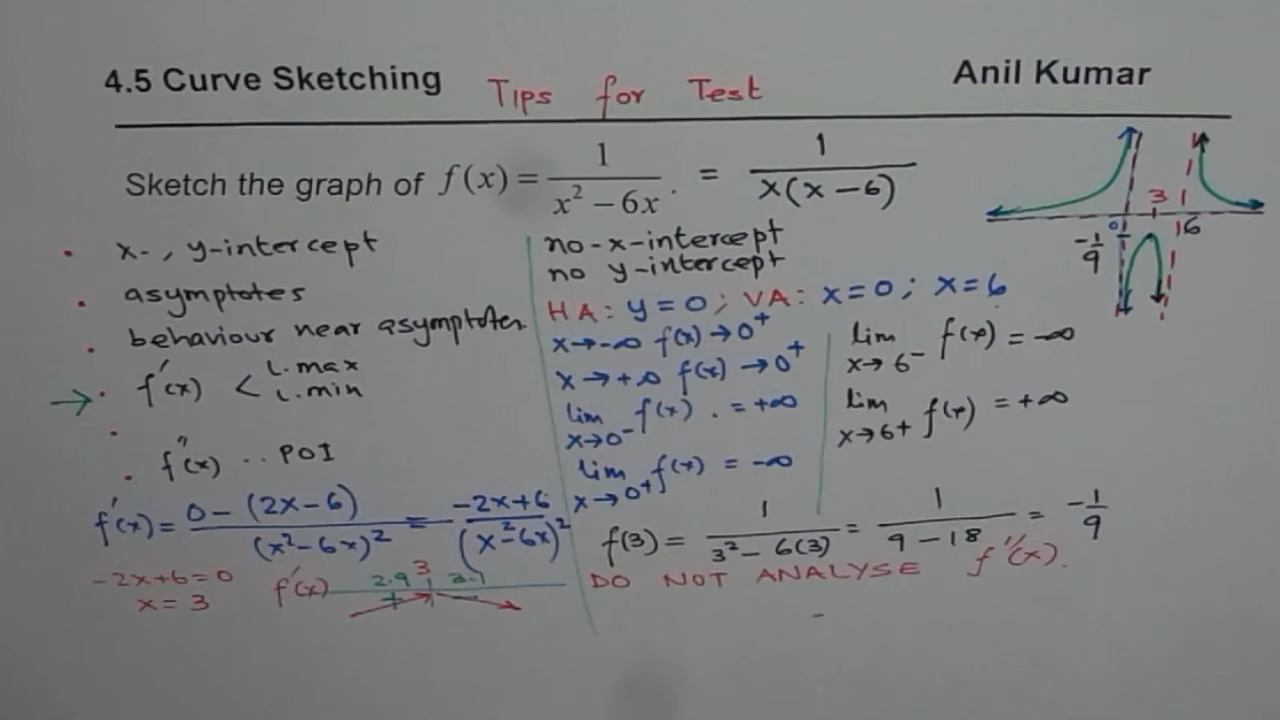 4.5 Curve Sketching Tips for Test Anil Kumar
Sketch the graph of f(x) = 1/(x² − 6x) . = 1/(x(x−6))
• x- , y-intercept
• asymptotes
• behaviour near asymptotes
→ • f'(x) < L.max
L.min
•
• f"(x) .. POI
f'(x) = (0 − (2x−6))/(x²−6x)² = (−2x+6)/(x²−6x)²
−2x+6=0
x = 3
f'(x) 2.9 3 3.1
+ −
no-x-intercept
no y-intercept
HA: y=0; VA: x=0; x=6
x→−∞ f(x)→0⁺
x→+∞ f(x)→0⁺
lim x→0⁻ f(x) . = +∞
lim x→0⁺ f(x) = −∞
lim x→6⁻ f(x) = −∞
lim x→6⁺ f(x) = +∞
f(3) = 1/(3²−6(3)) = 1/(9−18) = −1/9
DO NOT ANALYSE f"(x).
3
0 6
−1/9